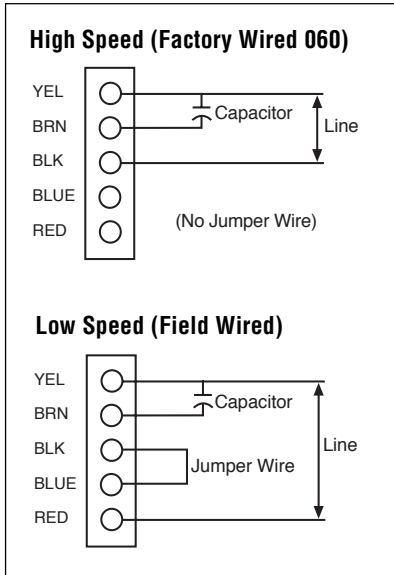 High Speed (Factory Wired 060)
YEL
Capacitor
BRN
Line
BLK
BLUE
(No Jumper Wire)
RED
Low Speed (Field Wired)
YEL
Capacitor
BRN
BLK
Line
Jumper Wire
BLUE
RED